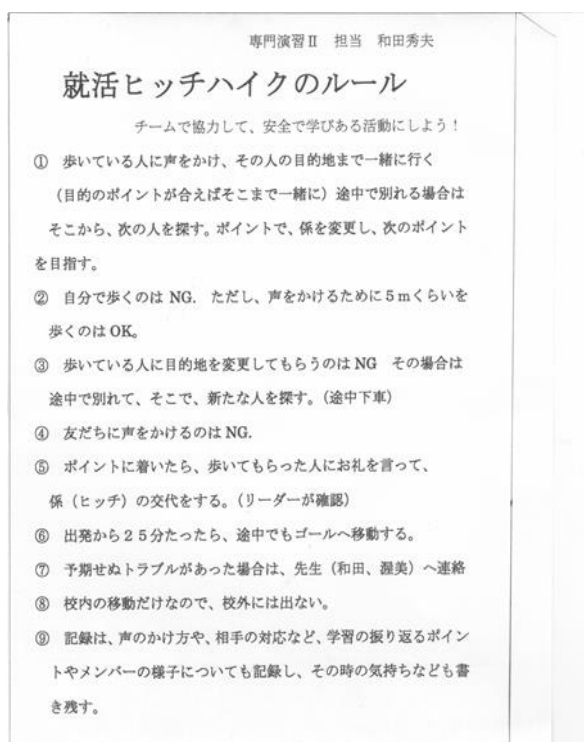 専門演習Ⅱ　担当　和田秀夫
就活ヒッチハイクのルール
チームで協力して、安全で学びある活動にしよう！
①　歩いている人に声をかけ、その人の目的地まで一緒に行く
（目的のポイントが合えばそこまで一緒に）途中で別れる場合は
そこから、次の人を探す。ポイントで、係を変更し、次のポイント
を目指す。
②　自分で歩くのは NG.　ただし、声をかけるために５ｍくらいを
歩くのは OK。
③　歩いている人に目的地を変更してもらうのは NG　その場合は
途中で別れて、そこで、新たな人を探す。（途中下車）
④　友だちに声をかけるのは NG.
⑤　ポイントに着いたら、歩いてもらった人にお礼を言って、
係（ヒッチ）の交代をする。（リーダーが確認）
⑥　出発から２５分たったら、途中でもゴールへ移動する。
⑦　予期せぬトラブルがあった場合は、先生（和田、渥美）へ連絡
⑧　校内の移動だけなので、校外には出ない。
⑨　記録は、声のかけ方や、相手の対応など、学習の振り返るポイン
トやメンバーの様子についても記録し、その時の気持ちなども書
き残す。